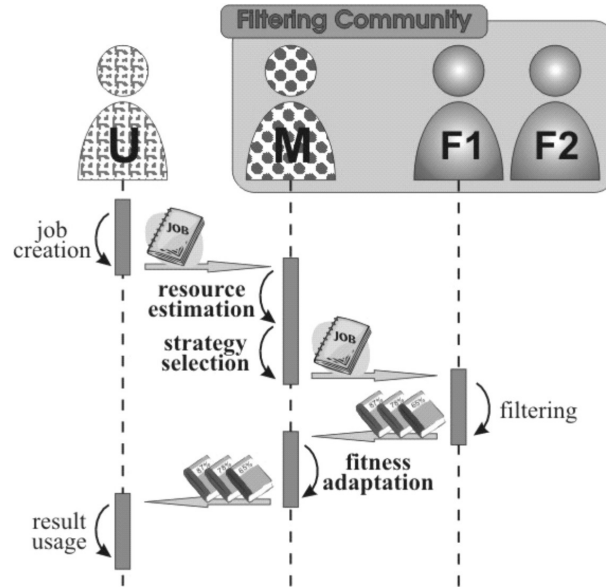 Filtering Community
U
M
F1
F2
job
creation
JOB
resource
estimation
strategy
selection
JOB
87%
78%
65%
filtering
fitness
adaptation
87%
78%
65%
result
usage